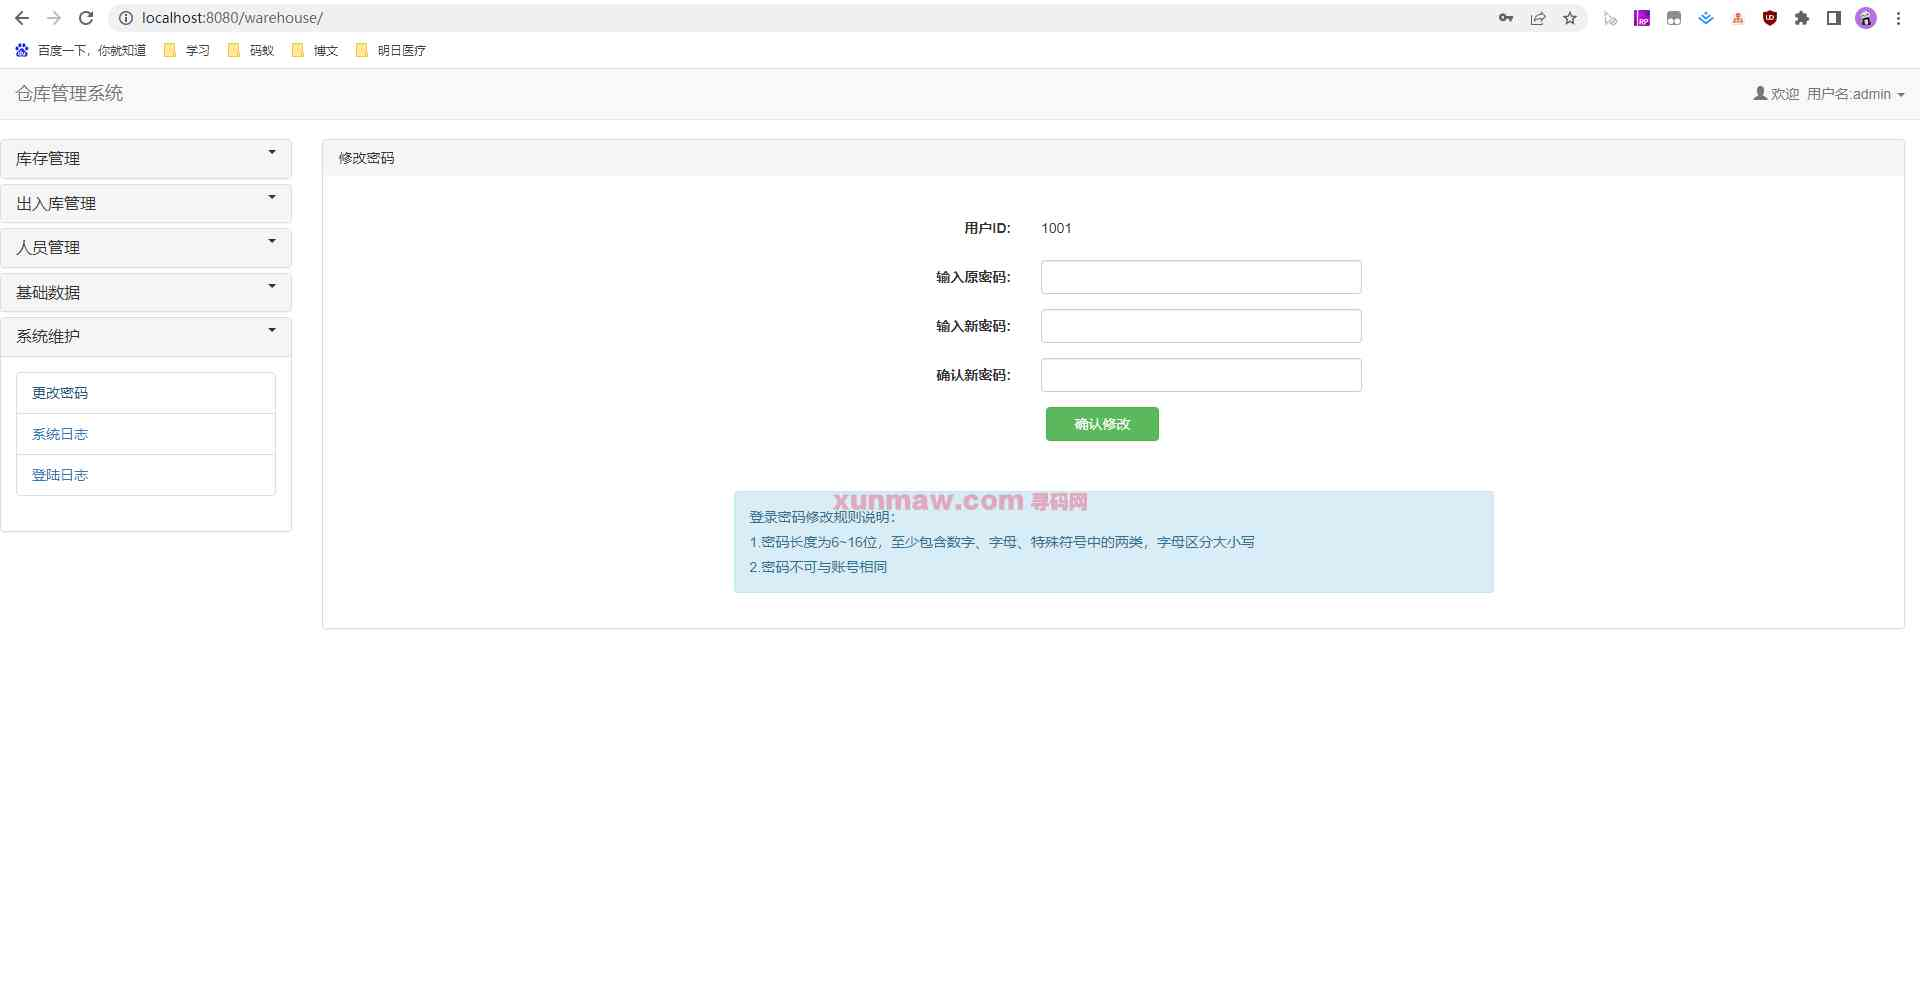 localhost:8080/warehouse/
百度一下，你就知道 学习 码蚁 博文 明日医疗
仓库管理系统
欢迎 用户名:admin
库存管理
出入库管理
人员管理
基础数据
系统维护
更改密码
系统日志
登陆日志
修改密码
用户ID: 1001
输入原密码:
输入新密码:
确认新密码:
确认修改
xunmaw.com 寻码网
登录密码修改规则说明:
1.密码长度为6~16位，至少包含数字、字母、特殊符号中的两类，字母区分大小写
2.密码不可与账号相同